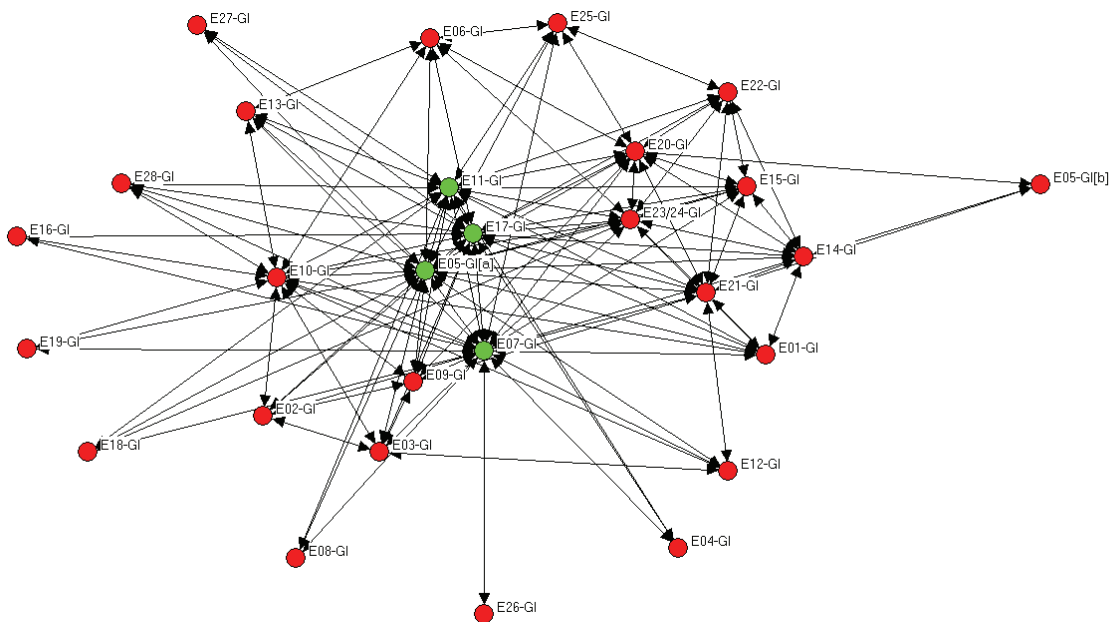 E27-GI
E25-GI
E06-GI
E22-GI
E13-GI
E20-GI
E28-GI
E11-GI
E15-GI
E05-GI[b]
E23/24-GI
E16-GI
E17-GI
E14-GI
E05-GI[a]
E10-GI
E21-GI
E19-GI
E07-GI
E01-GI
E09-GI
E02-GI
E18-GI
E03-GI
E12-GI
E08-GI
E04-GI
E26-GI